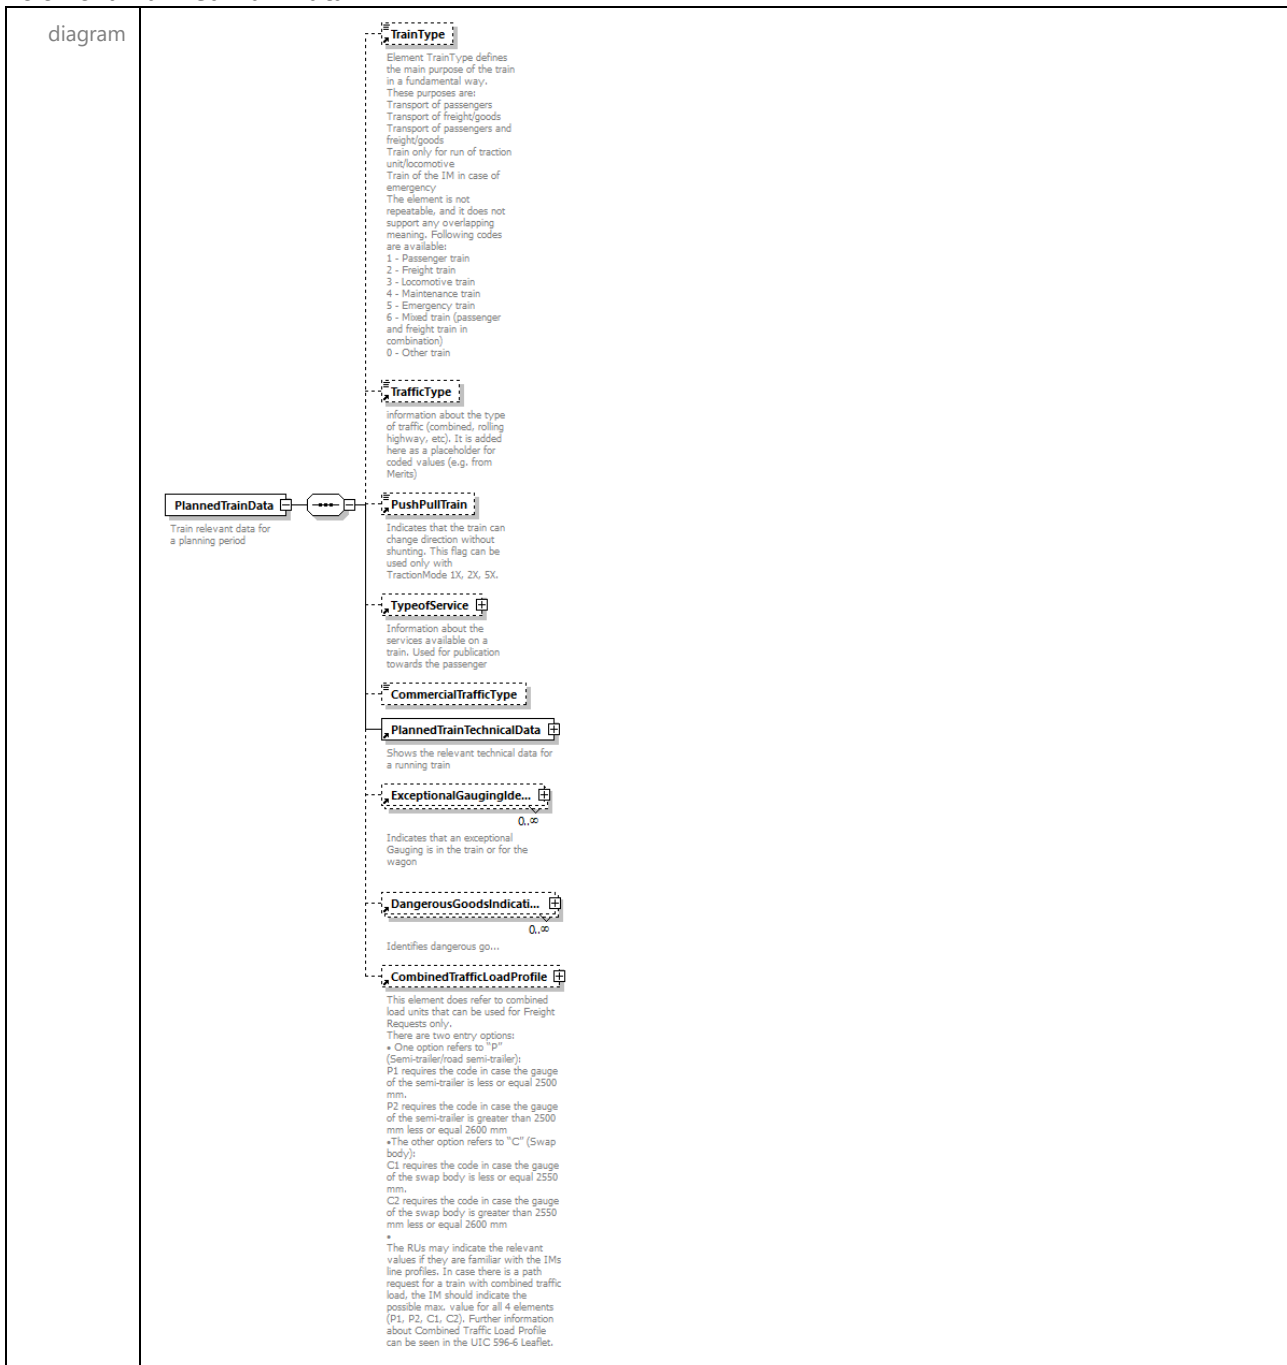 diagram
TrainType
Element TrainType defines
the main purpose of the train
in a fundamental way.
These purposes are:
Transport of passengers
Transport of freight/goods
Transport of passengers and
freight/goods
Train only for run of traction
unit/locomotive
Train of the IM in case of
emergency
The element is not
repeatable, and it does not
support any overlapping
meaning. Following codes
are available:
1 - Passenger train
2 - Freight train
3 - Locomotive train
4 - Maintenance train
5 - Emergency train
6 - Mixed train (passenger
and freight train in
combination)
0 - Other train
TrafficType
information about the type
of traffic (combined, rolling
highway, etc). It is added
here as a placeholder for
coded values (e.g. from
Merits)
PlannedTrainData
Train relevant data for
a planning period
PushPullTrain
Indicates that the train can
change direction without
shunting. This flag can be
used only with
TractionMode 1X, 2X, 5X.
TypeofService
Information about the
services available on a
train. Used for publication
towards the passenger
CommercialTrafficType
PlannedTrainTechnicalData
Shows the relevant technical data for
a running train
ExceptionalGaugingIde...
0..∞
Indicates that an exceptional
Gauging is in the train or for the
wagon
DangerousGoodsIndicati...
0..∞
Identifies dangerous go...
CombinedTrafficLoadProfile
This element does refer to combined
load units that can be used for Freight
Requests only.
There are two entry options:
• One option refers to "P"
(Semi-trailer/road semi-trailer):
P1 requires the code in case the gauge
of the semi-trailer is less or equal 2500
mm.
P2 requires the code in case the gauge
of the semi-trailer is greater than 2500
mm less or equal 2600 mm
•The other option refers to "C" (Swap
body):
C1 requires the code in case the gauge
of the swap body is less or equal 2550
mm.
C2 requires the code in case the gauge
of the swap body is greater than 2550
mm less or equal 2600 mm
•
The RUs may indicate the relevant
values if they are familiar with the IMs
line profiles. In case there is a path
request for a train with combined traffic
load, the IM should indicate the
possible max. value for all 4 elements
(P1, P2, C1, C2). Further information
about Combined Traffic Load Profile
can be seen in the UIC 596-6 Leaflet.